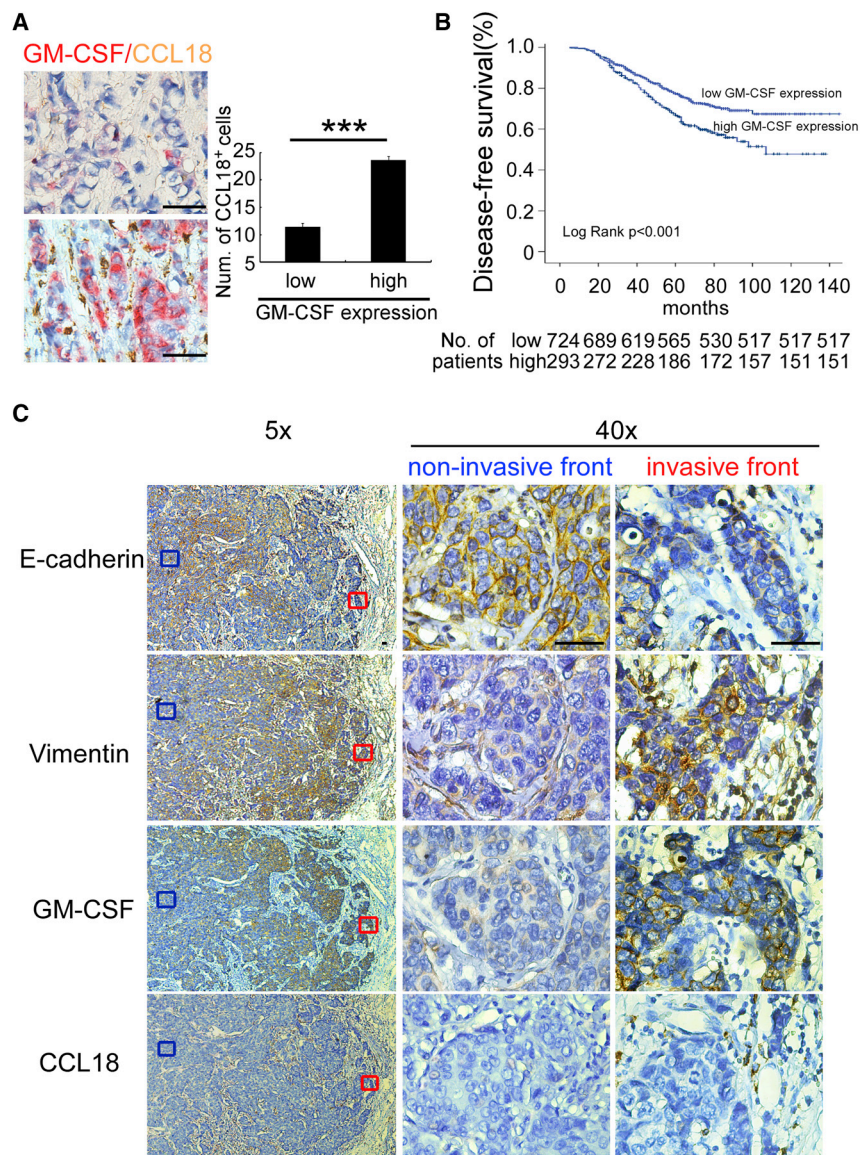 A
GM-CSF/CCL18
***
Num. of CCL18+ cells
25
20
15
10
5
low high
GM-CSF expression
B
Disease-free survival(%)
1.0
0.8
0.6
0.4
0.2
0
low GM-CSF expression
high GM-CSF expression
Log Rank p<0.001
0 20 40 60 80 100 120 140
months
No. of low 724 689 619 565 530 517 517 517
patients high 293 272 228 186 172 157 151 151
C
5x 40x
non-invasive front invasive front
E-cadherin
Vimentin
GM-CSF
CCL18